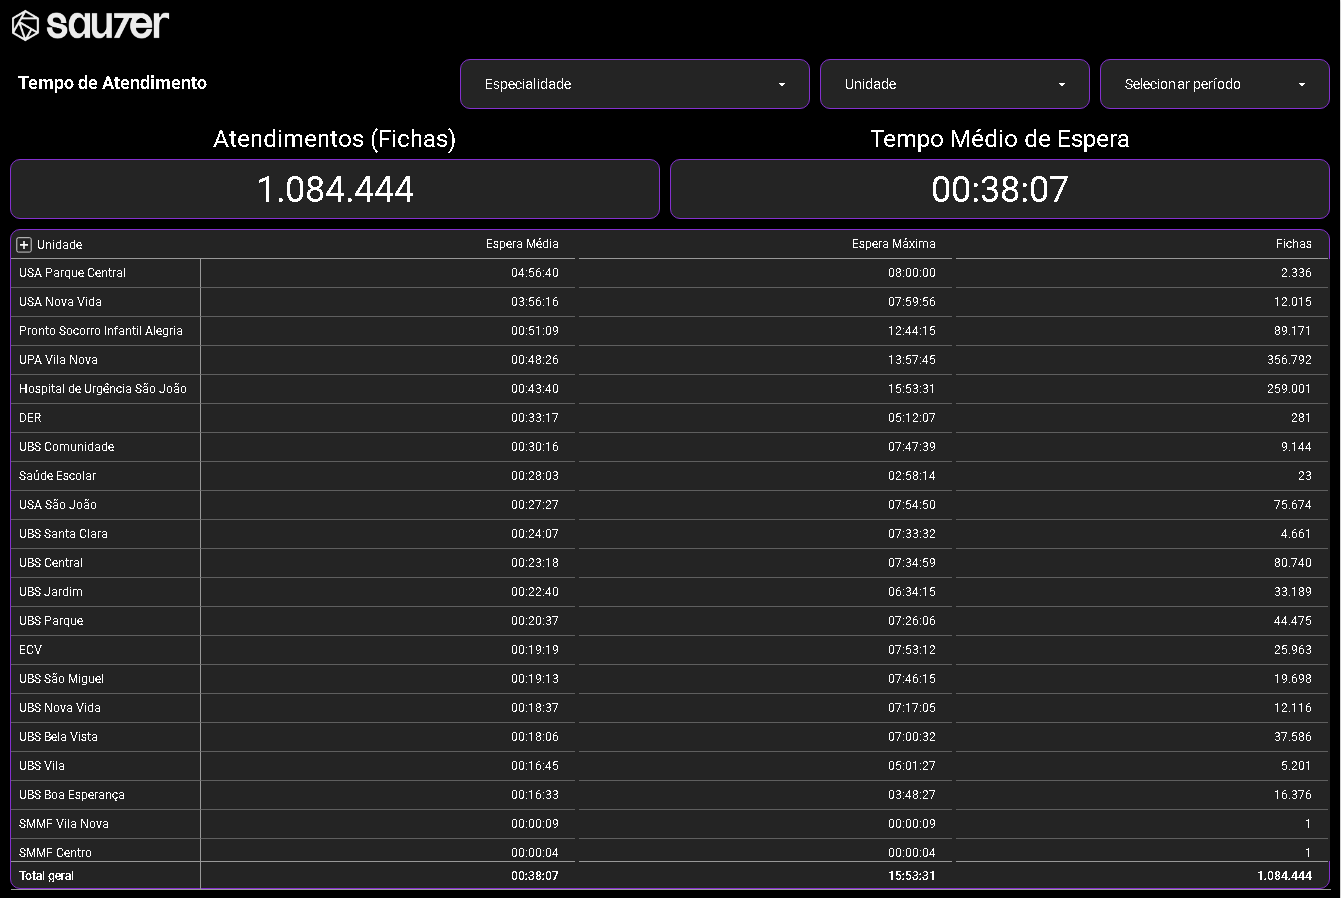 sauzer
Tempo de Atendimento
Especialidade
Unidade
Selecionar período
Atendimentos (Fichas)
Tempo Médio de Espera
1.084.444
00:38:07
Unidade Espera Média Espera Máxima Fichas
USA Parque Central 04:56:40 08:00:00 2.336
USA Nova Vida 03:56:16 07:59:56 12.015
Pronto Socorro Infantil Alegria 00:51:09 12:44:15 89.171
UPA Vila Nova 00:48:26 13:57:45 356.792
Hospital de Urgência São João 00:43:40 15:53:31 259.001
DER 00:33:17 05:12:07 281
UBS Comunidade 00:30:16 07:47:39 9.144
Saúde Escolar 00:28:03 02:58:14 23
USA São João 00:27:27 07:54:50 75.674
UBS Santa Clara 00:24:07 07:33:32 4.661
UBS Central 00:23:18 07:34:59 80.740
UBS Jardim 00:22:40 06:34:15 33.189
UBS Parque 00:20:37 07:26:06 44.475
ECV 00:19:19 07:53:12 25.963
UBS São Miguel 00:19:13 07:46:15 19.698
UBS Nova Vida 00:18:37 07:17:05 12.116
UBS Bela Vista 00:18:06 07:00:32 37.586
UBS Vila 00:16:45 05:01:27 5.201
UBS Boa Esperança 00:16:33 03:48:27 16.376
SMMF Vila Nova 00:00:09 00:00:09 1
SMMF Centro 00:00:04 00:00:04 1
Total geral 00:38:07 15:53:31 1.084.444